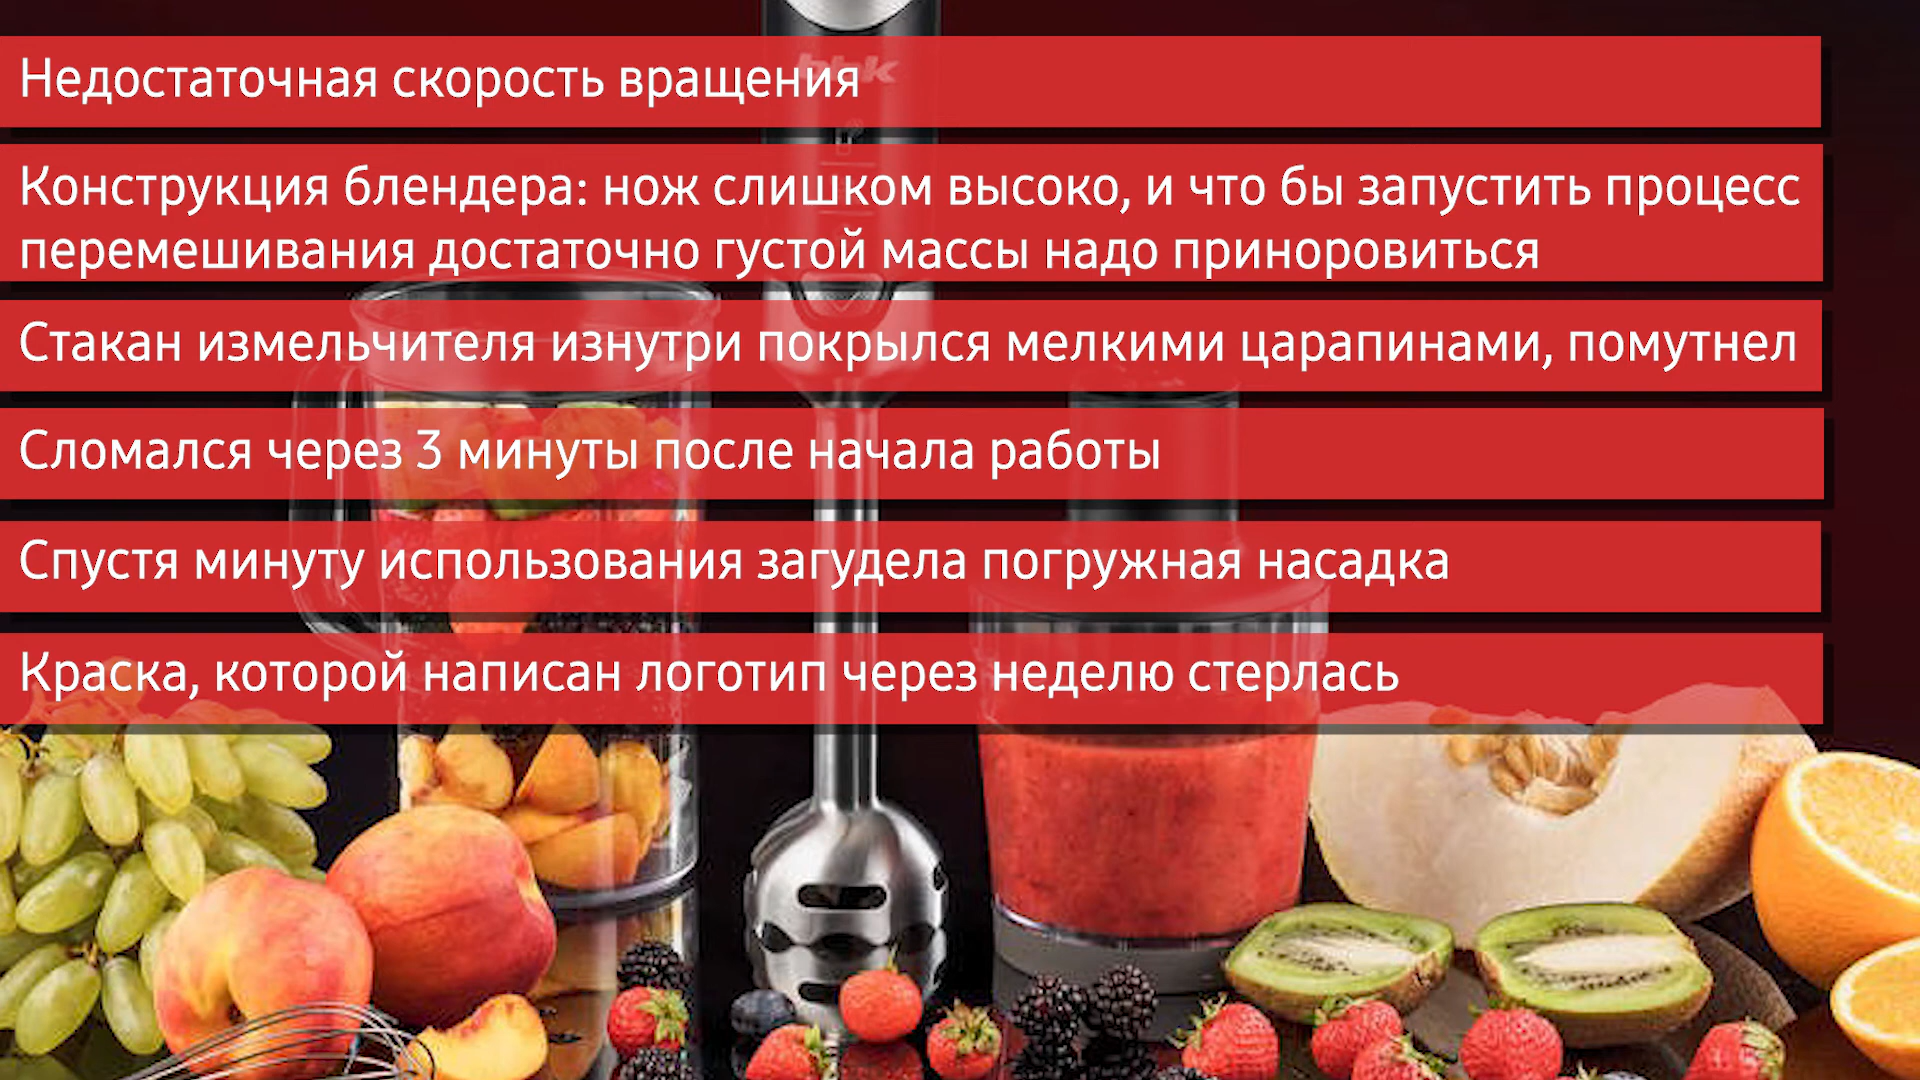 Недостаточная скорость вращения
Конструкция блендера: нож слишком высоко, и что бы запустить процесс
перемешивания достаточно густой массы надо приноровиться
Стакан измельчителя изнутри покрылся мелкими царапинами, помутнел
Сломался через 3 минуты после начала работы
Спустя минуту использования загудела погружная насадка
Краска, которой написан логотип через неделю стерлась